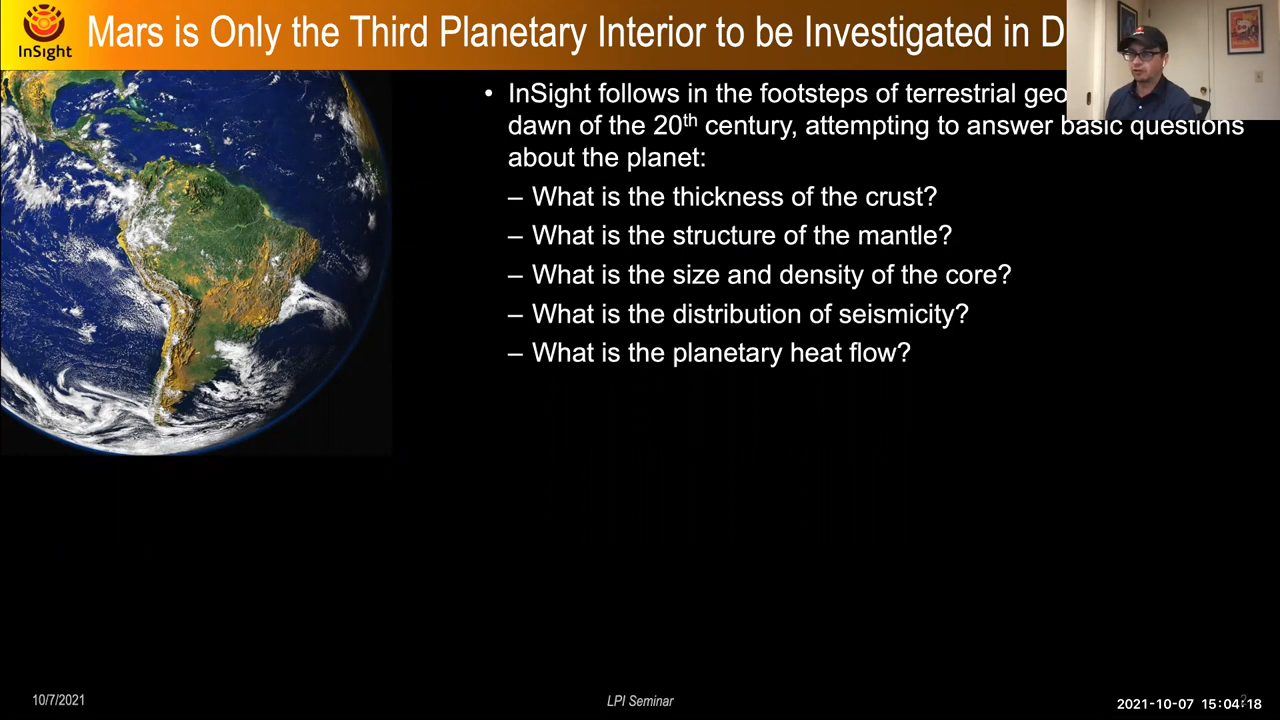 InSight
Mars is Only the Third Planetary Interior to be Investigated in D
• InSight follows in the footsteps of terrestrial geo
dawn of the 20th century, attempting to answer basic questions
about the planet:
– What is the thickness of the crust?
– What is the structure of the mantle?
– What is the size and density of the core?
– What is the distribution of seismicity?
– What is the planetary heat flow?
10/7/2021
LPI Seminar
2021-10-07 15:04:18